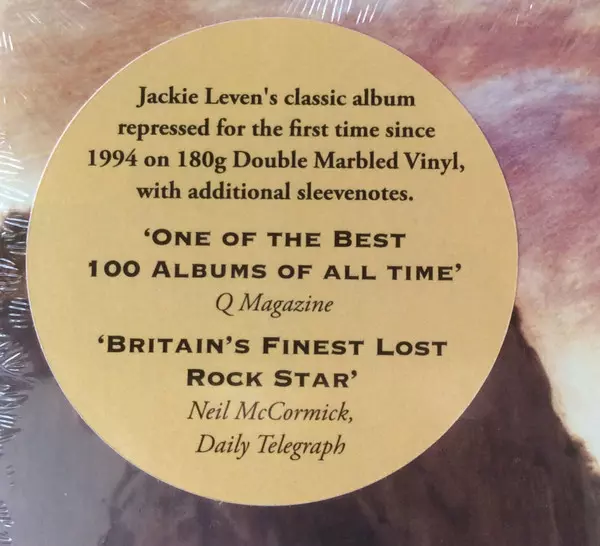 Jackie Leven's classic album
repressed for the first time since
1994 on 180g Double Marbled Vinyl,
with additional sleevenotes.
‘ONE OF THE BEST
100 ALBUMS OF ALL TIME’
Q Magazine
‘BRITAIN’S FINEST LOST
ROCK STAR’
Neil McCormick,
Daily Telegraph